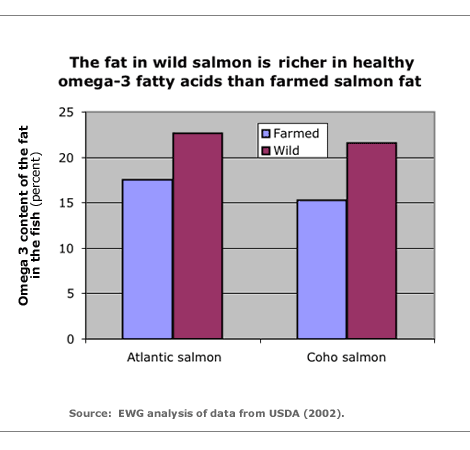 The fat in wild salmon is richer in healthy
omega-3 fatty acids than farmed salmon fat
Omega 3 content of the fat
in the fish (percent)
25
20
15
10
5
0
Farmed
Wild
Atlantic salmon
Coho salmon
Source: EWG analysis of data from USDA (2002).